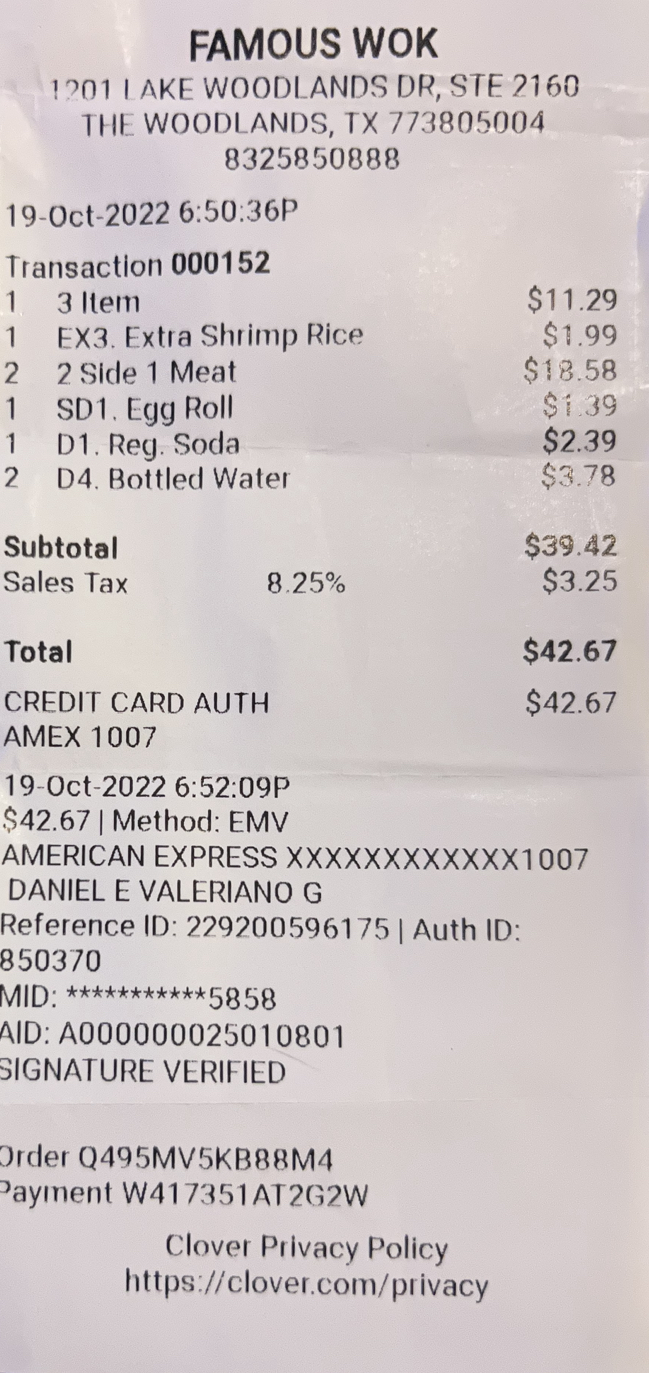 FAMOUS WOK
1201 LAKE WOODLANDS DR, STE 2160
THE WOODLANDS, TX 773805004
8325850888
19-Oct-2022 6:50:36P
Transaction 000152
1 3 Item $11.29
1 EX3. Extra Shrimp Rice $1.99
2 2 Side 1 Meat $18.58
1 SD1. Egg Roll $1.39
1 D1. Reg. Soda $2.39
2 D4. Bottled Water $3.78
Subtotal $39.42
Sales Tax 8.25% $3.25
Total $42.67
CREDIT CARD AUTH $42.67
AMEX 1007
19-Oct-2022 6:52:09P
$42.67 | Method: EMV
AMERICAN EXPRESS XXXXXXXXXXXX1007
DANIEL E VALERIANO G
Reference ID: 229200596175 | Auth ID:
850370
MID: ***********5858
AID: A000000025010801
SIGNATURE VERIFIED
Order Q495MV5KB88M4
Payment W417351AT2G2W
Clover Privacy Policy
https://clover.com/privacy